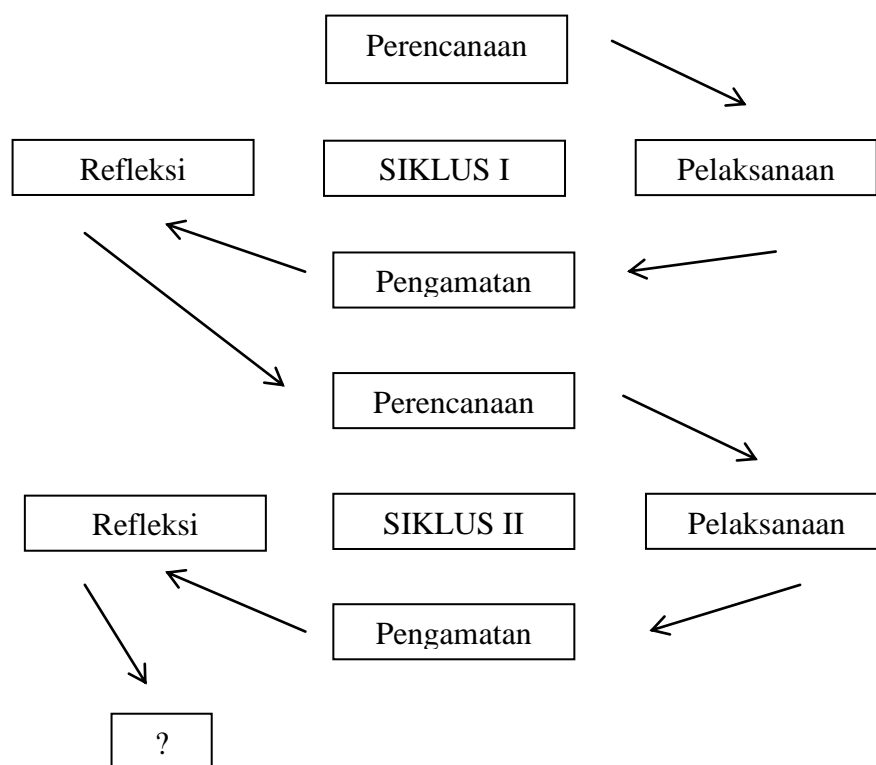 Perencanaan
Refleksi
SIKLUS I
Pelaksanaan
Pengamatan
Perencanaan
Refleksi
SIKLUS II
Pelaksanaan
Pengamatan
?